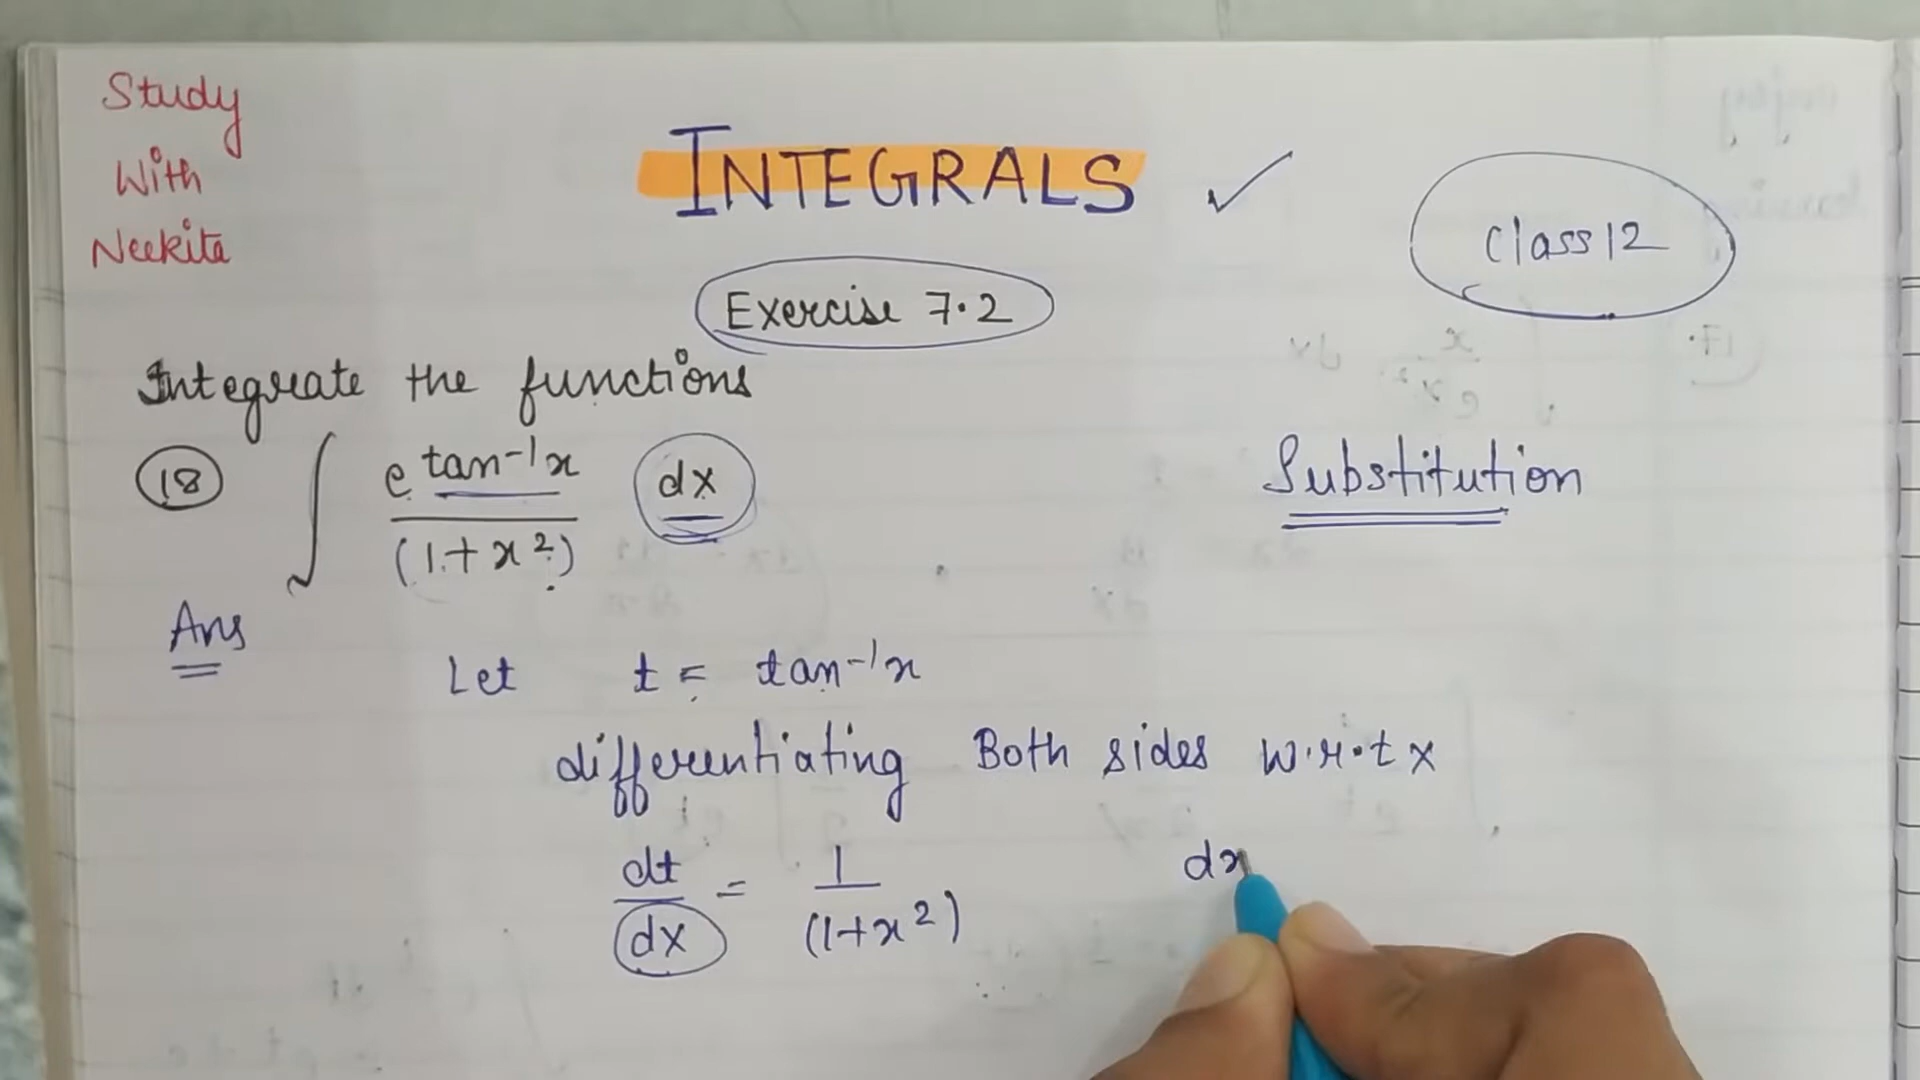 Study
With
Neekita
INTEGRALS ✓
Class 12
Exercise 7.2
Integrate the functions
(18) ∫ e^(tan⁻¹x) / (1+x²) dx
Substitution
Ans
Let t = tan⁻¹x
differentiating Both sides w.r.t x
dt/dx = 1/(1+x²)
dx